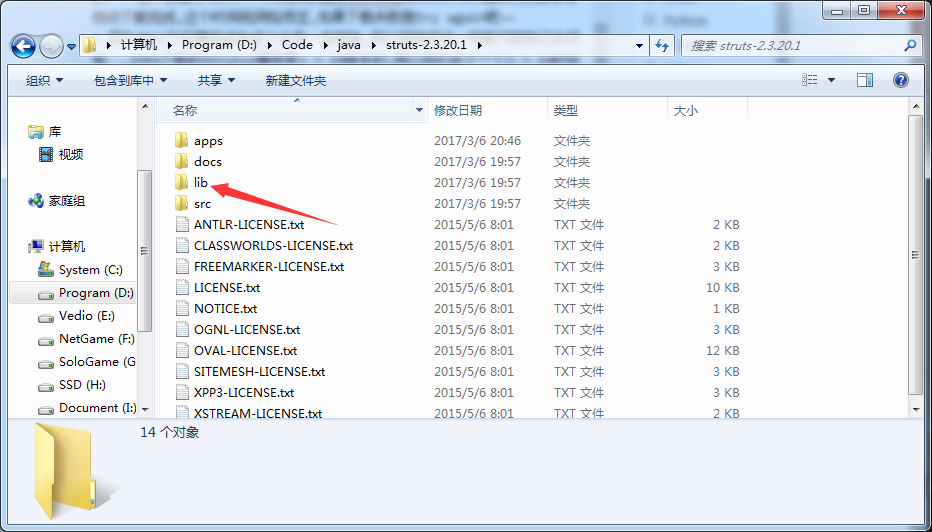 计算机 Program (D:) Code java struts-2.3.20.1
搜索 struts-2.3.20.1
组织 包含到库中 共享 新建文件夹
名称 修改日期 类型 大小
库
视频
家庭组
计算机
System (C:)
Program (D:)
Vedio (E:)
NetGame (F:)
SoloGame (G
SSD (H:)
Document (I:)
apps 2017/3/6 20:46 文件夹
docs 2017/3/6 19:57 文件夹
lib 2017/3/6 19:57 文件夹
src 2017/3/6 19:57 文件夹
ANTLR-LICENSE.txt 2015/5/6 8:01 TXT 文件 2 KB
CLASSWORLDS-LICENSE.txt 2015/5/6 8:01 TXT 文件 2 KB
FREEMARKER-LICENSE.txt 2015/5/6 8:01 TXT 文件 3 KB
LICENSE.txt 2015/5/6 8:01 TXT 文件 10 KB
NOTICE.txt 2015/5/6 8:01 TXT 文件 1 KB
OGNL-LICENSE.txt 2015/5/6 8:01 TXT 文件 3 KB
OVAL-LICENSE.txt 2015/5/6 8:01 TXT 文件 12 KB
SITEMESH-LICENSE.txt 2015/5/6 8:01 TXT 文件 3 KB
XPP3-LICENSE.txt 2015/5/6 8:01 TXT 文件 3 KB
XSTREAM-LICENSE.txt 2015/5/6 8:01 TXT 文件 2 KB
14 个对象